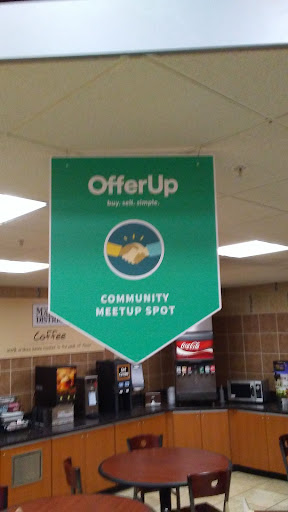 OfferUp
buy. sell. simple.
COMMUNITY
MEETUP SPOT
Coffee
Coca-Cola